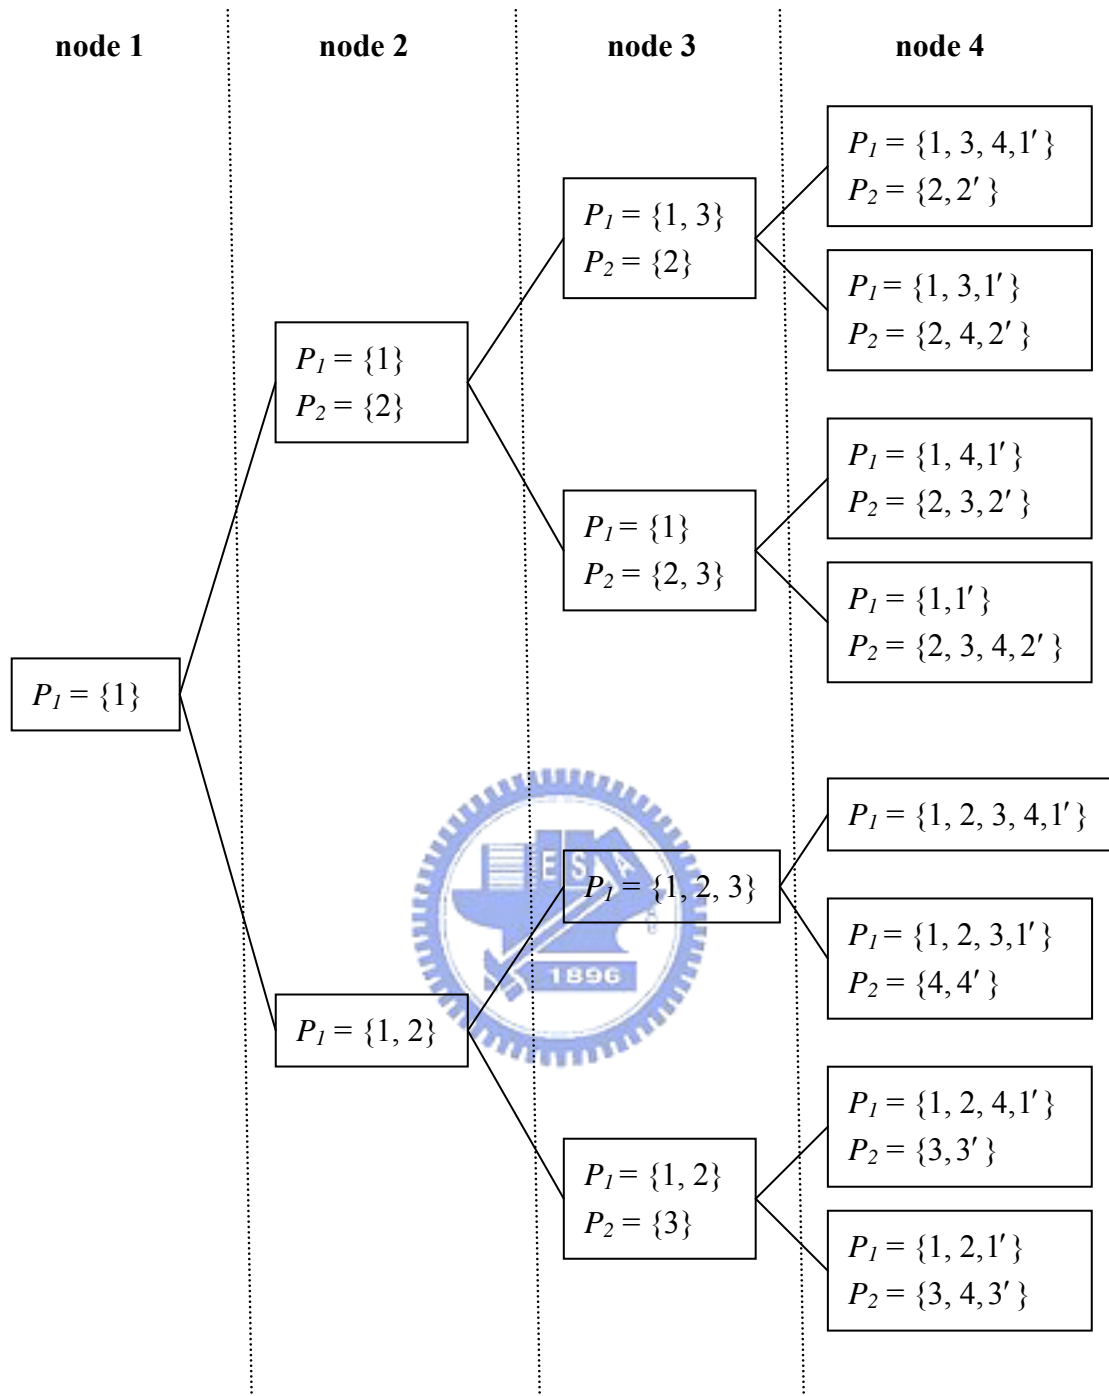 node 1 node 2 node 3 node 4
P1 = {1, 3, 4,1′}
P2 = {2,2′}
P1 = {1, 3}
P2 = {2}
P1 = {1, 3,1′}
P2 = {2, 4,2′}
P1 = {1}
P2 = {2}
P1 = {1, 4,1′}
P2 = {2, 3,2′}
P1 = {1}
P2 = {2, 3}
P1 = {1,1′}
P2 = {2, 3, 4,2′}
P1 = {1}
P1 = {1, 2, 3, 4,1′}
E S A
P1 = {1, 2, 3}
P1 = {1, 2, 3,1′}
P2 = {4,4′}
1896
P1 = {1, 2}
P1 = {1, 2, 4,1′}
P2 = {3,3′}
P1 = {1, 2}
P2 = {3}
P1 = {1, 2,1′}
P2 = {3, 4,3′}